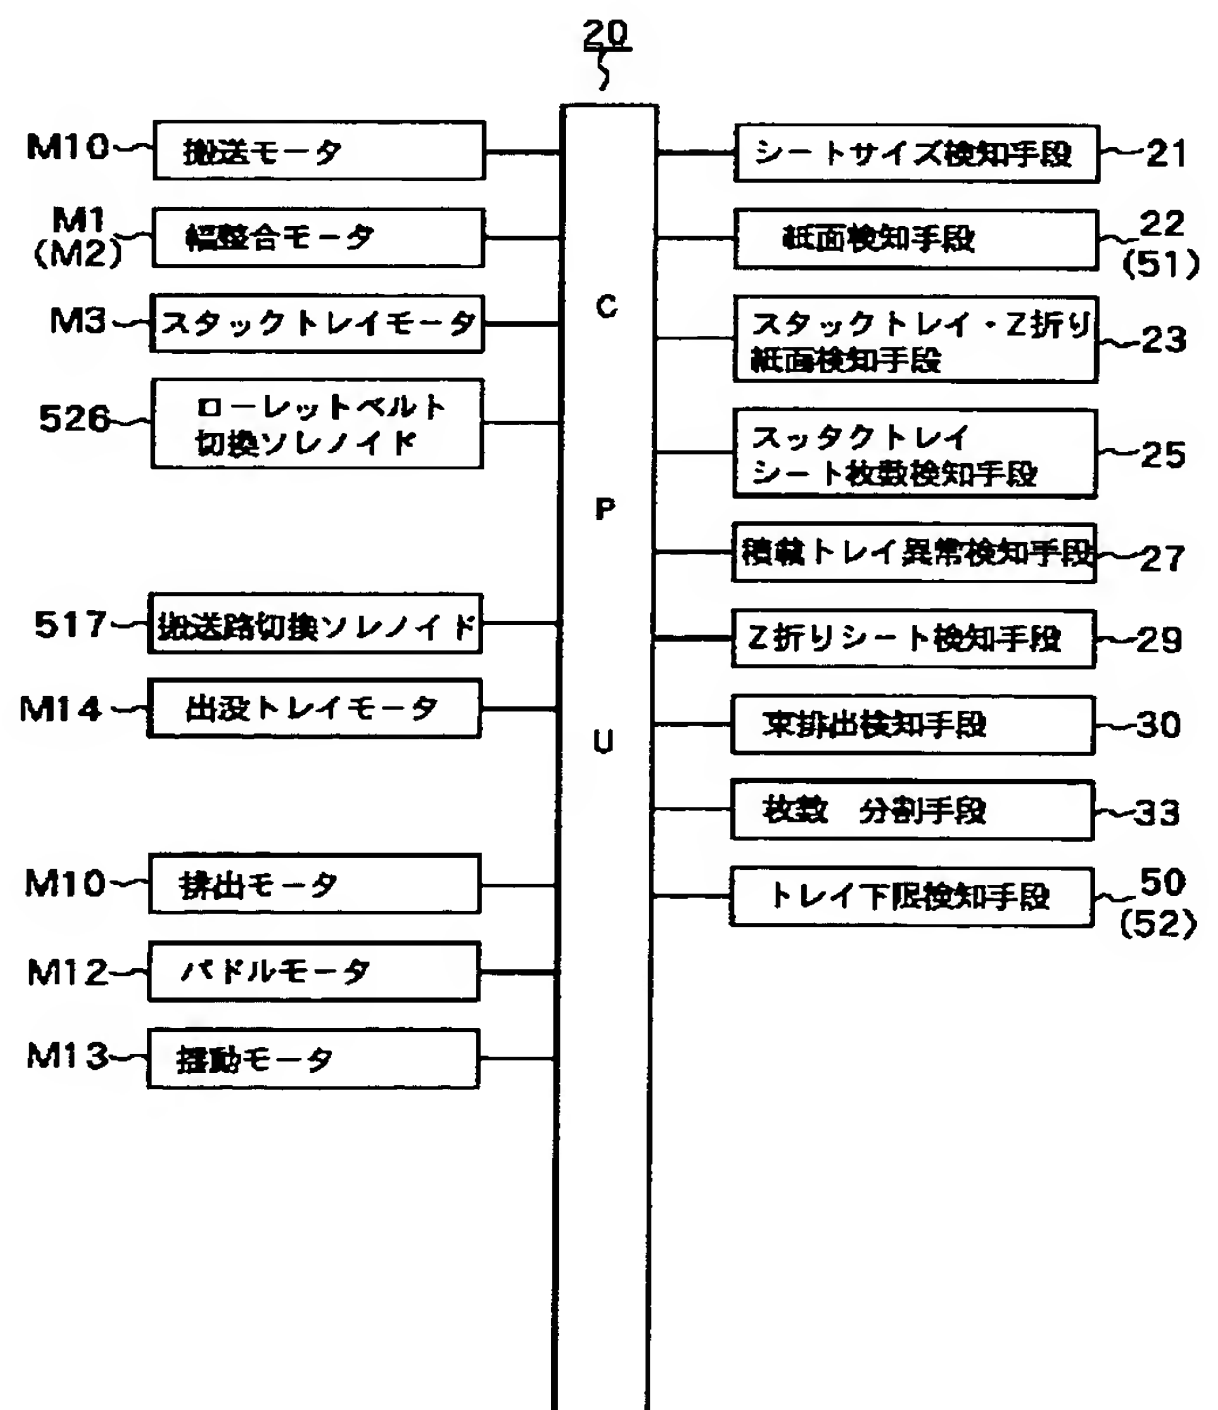 20
M10
搬送モータ
M1
(M2)
幅整合モータ
M3
スタックトレイモータ
526
ローレットベルト
切換ソレノイド
517
搬送路切換ソレノイド
M14
出没トレイモータ
M10
排出モータ
M12
パドルモータ
M13
揺動モータ
C
P
U
シートサイズ検知手段
21
紙面検知手段
22
(51)
スタックトレイ・Z折り
紙面検知手段
23
スッタクトレイ
シート枚数検知手段
25
積載トレイ異常検知手段
27
Z折りシート検知手段
29
束排出検知手段
30
枚数　分割手段
33
トレイ下限検知手段
50
(52)